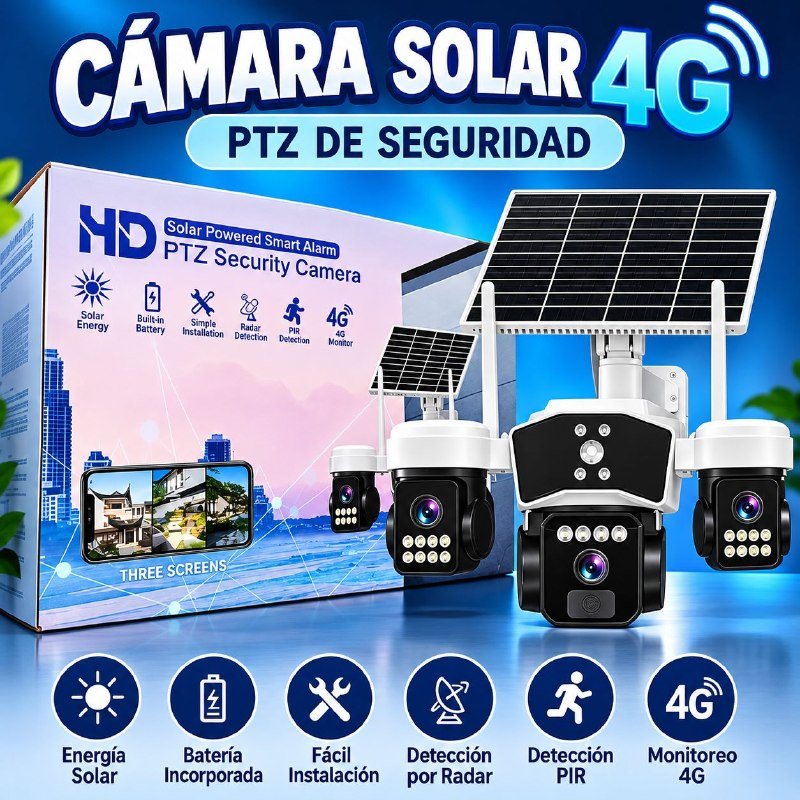 CÁMARA SOLAR 4G
PTZ DE SEGURIDAD
HD
Solar Powered Smart Alarm
PTZ Security Camera
Solar
Energy
Built-in
Battery
Simple
Installation
Radar
Detection
PIR
Detection
4G
4G
Monitor
THREE SCREENS
Energía
Solar
Batería
Incorporada
Fácil
Instalación
Detección
por Radar
Detección
PIR
4G
Monitoreo
4G